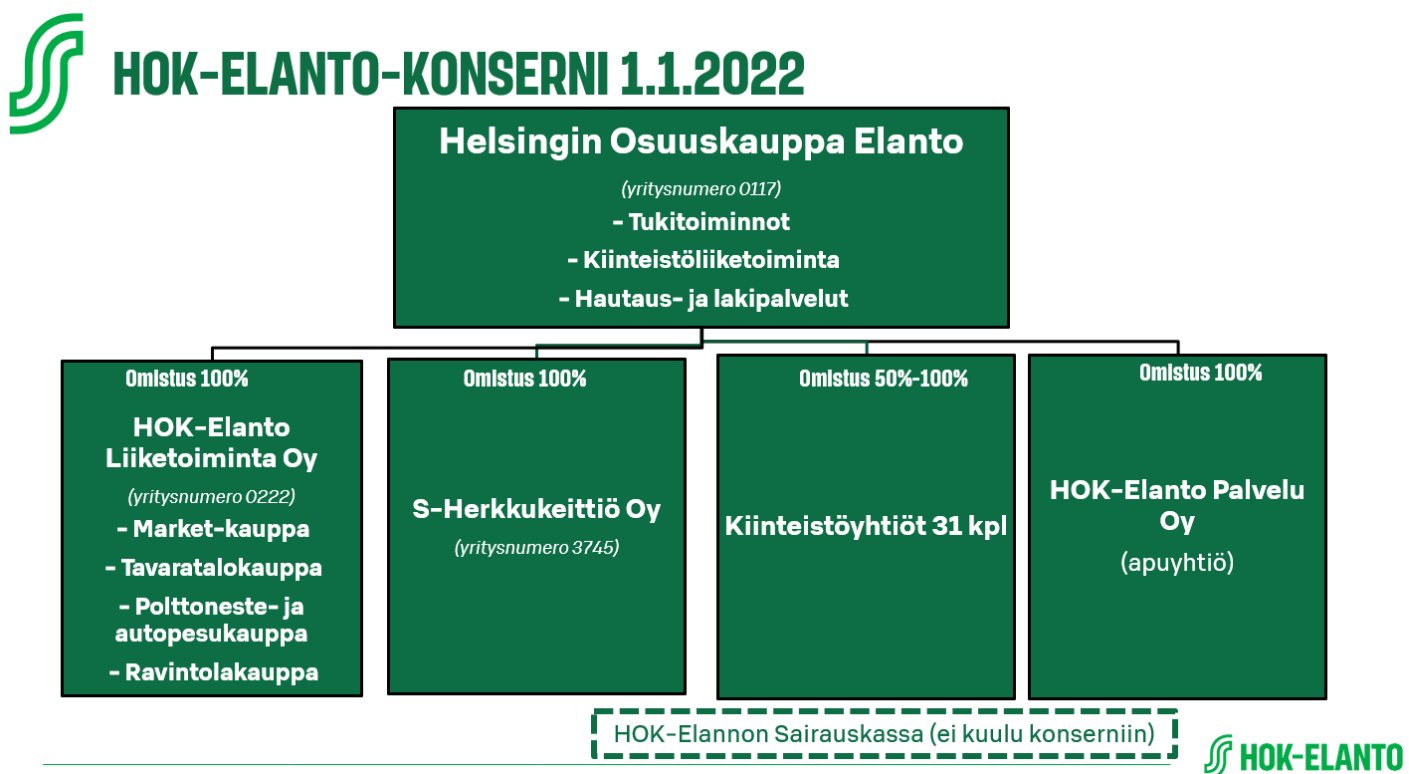 HOK-ELANTO-KONSERNI 1.1.2022
Helsingin Osuuskauppa Elanto
(yritysnumero 0117)
- Tukitoiminnot
- Kiinteistöliiketoiminta
- Hautaus- ja lakipalvelut
Omistus 100%
HOK-Elanto
Liiketoiminta Oy
(yritysnumero 0222)
- Market-kauppa
- Tavaratalokauppa
- Polttoneste- ja
autopesukauppa
- Ravintolakauppa
Omistus 100%
S-Herkkukeittiö Oy
(yritysnumero 3745)
Omistus 50%-100%
Kiinteistöyhtiöt 31 kpl
Omistus 100%
HOK-Elanto Palvelu
Oy
(apuyhtiö)
HOK-Elannon Sairauskassa (ei kuulu konserniin)
HOK-ELANTO